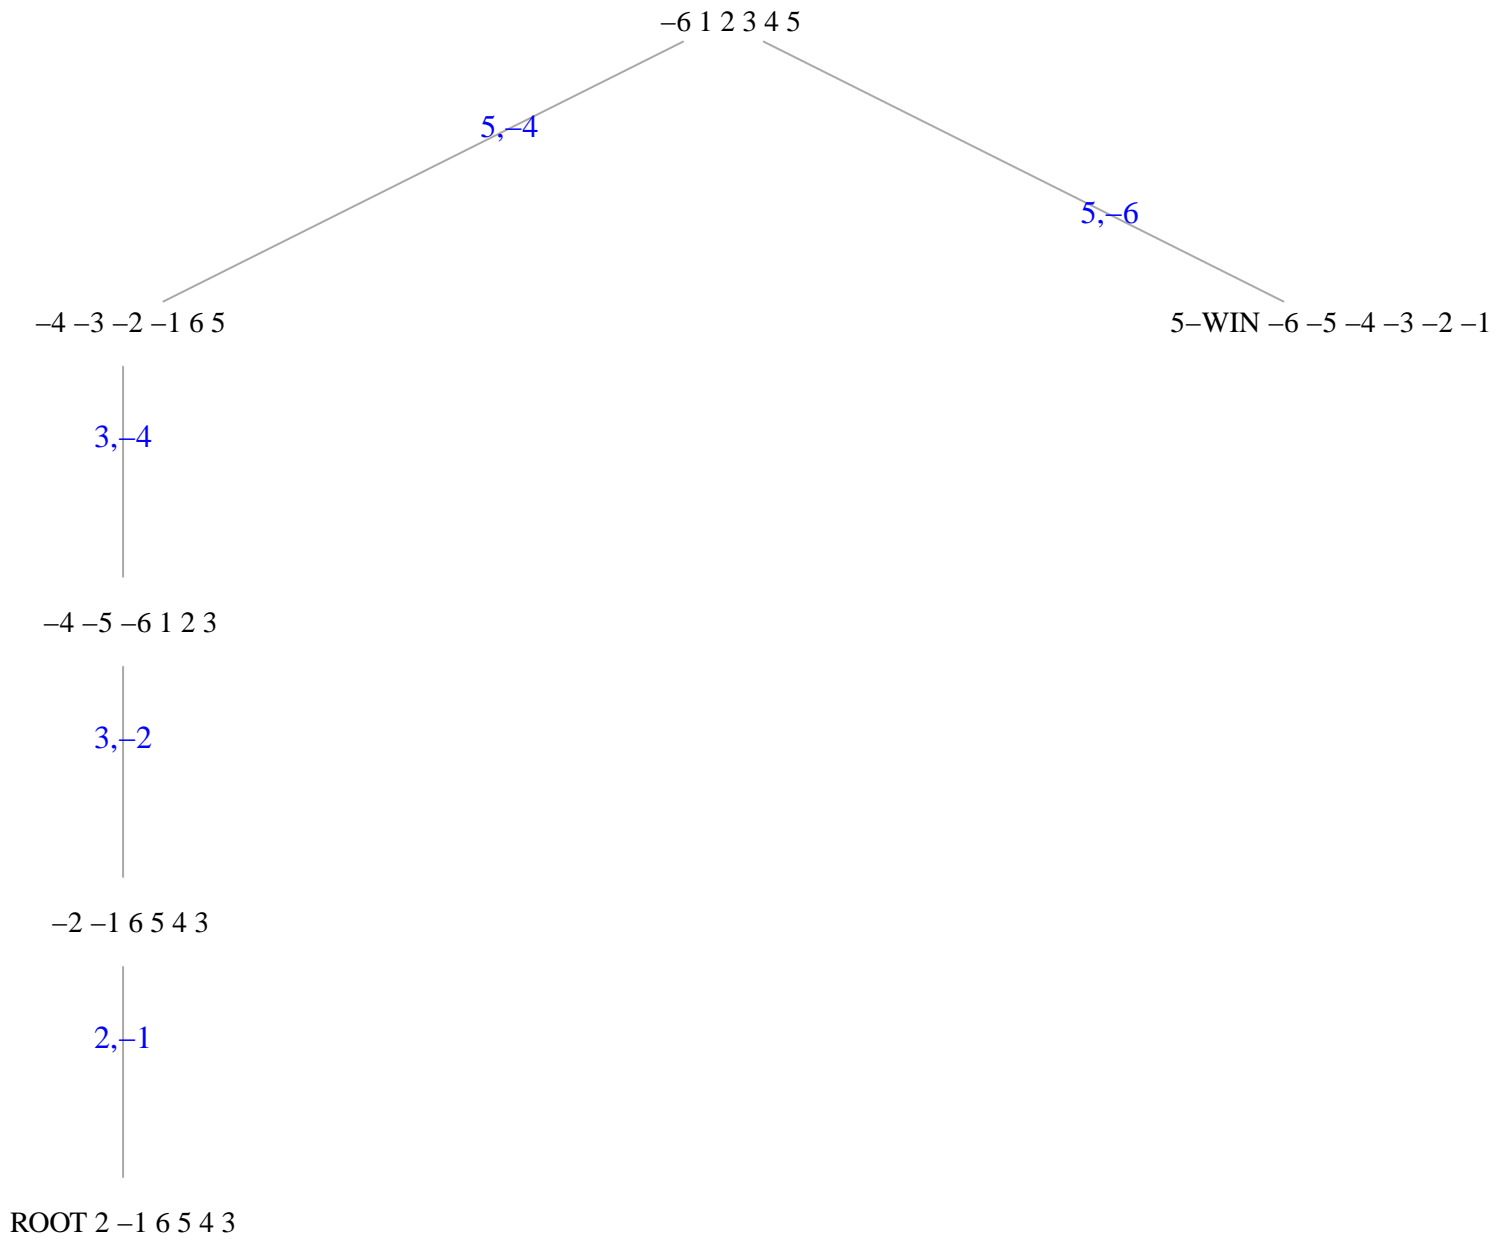 –6 1 2 3 4 5
5,–4
5,–6
–4 –3 –2 –1 6 5
5–WIN –6 –5 –4 –3 –2 –1
3,–4
–4 –5 –6 1 2 3
3,–2
–2 –1 6 5 4 3
2,–1
ROOT 2 –1 6 5 4 3